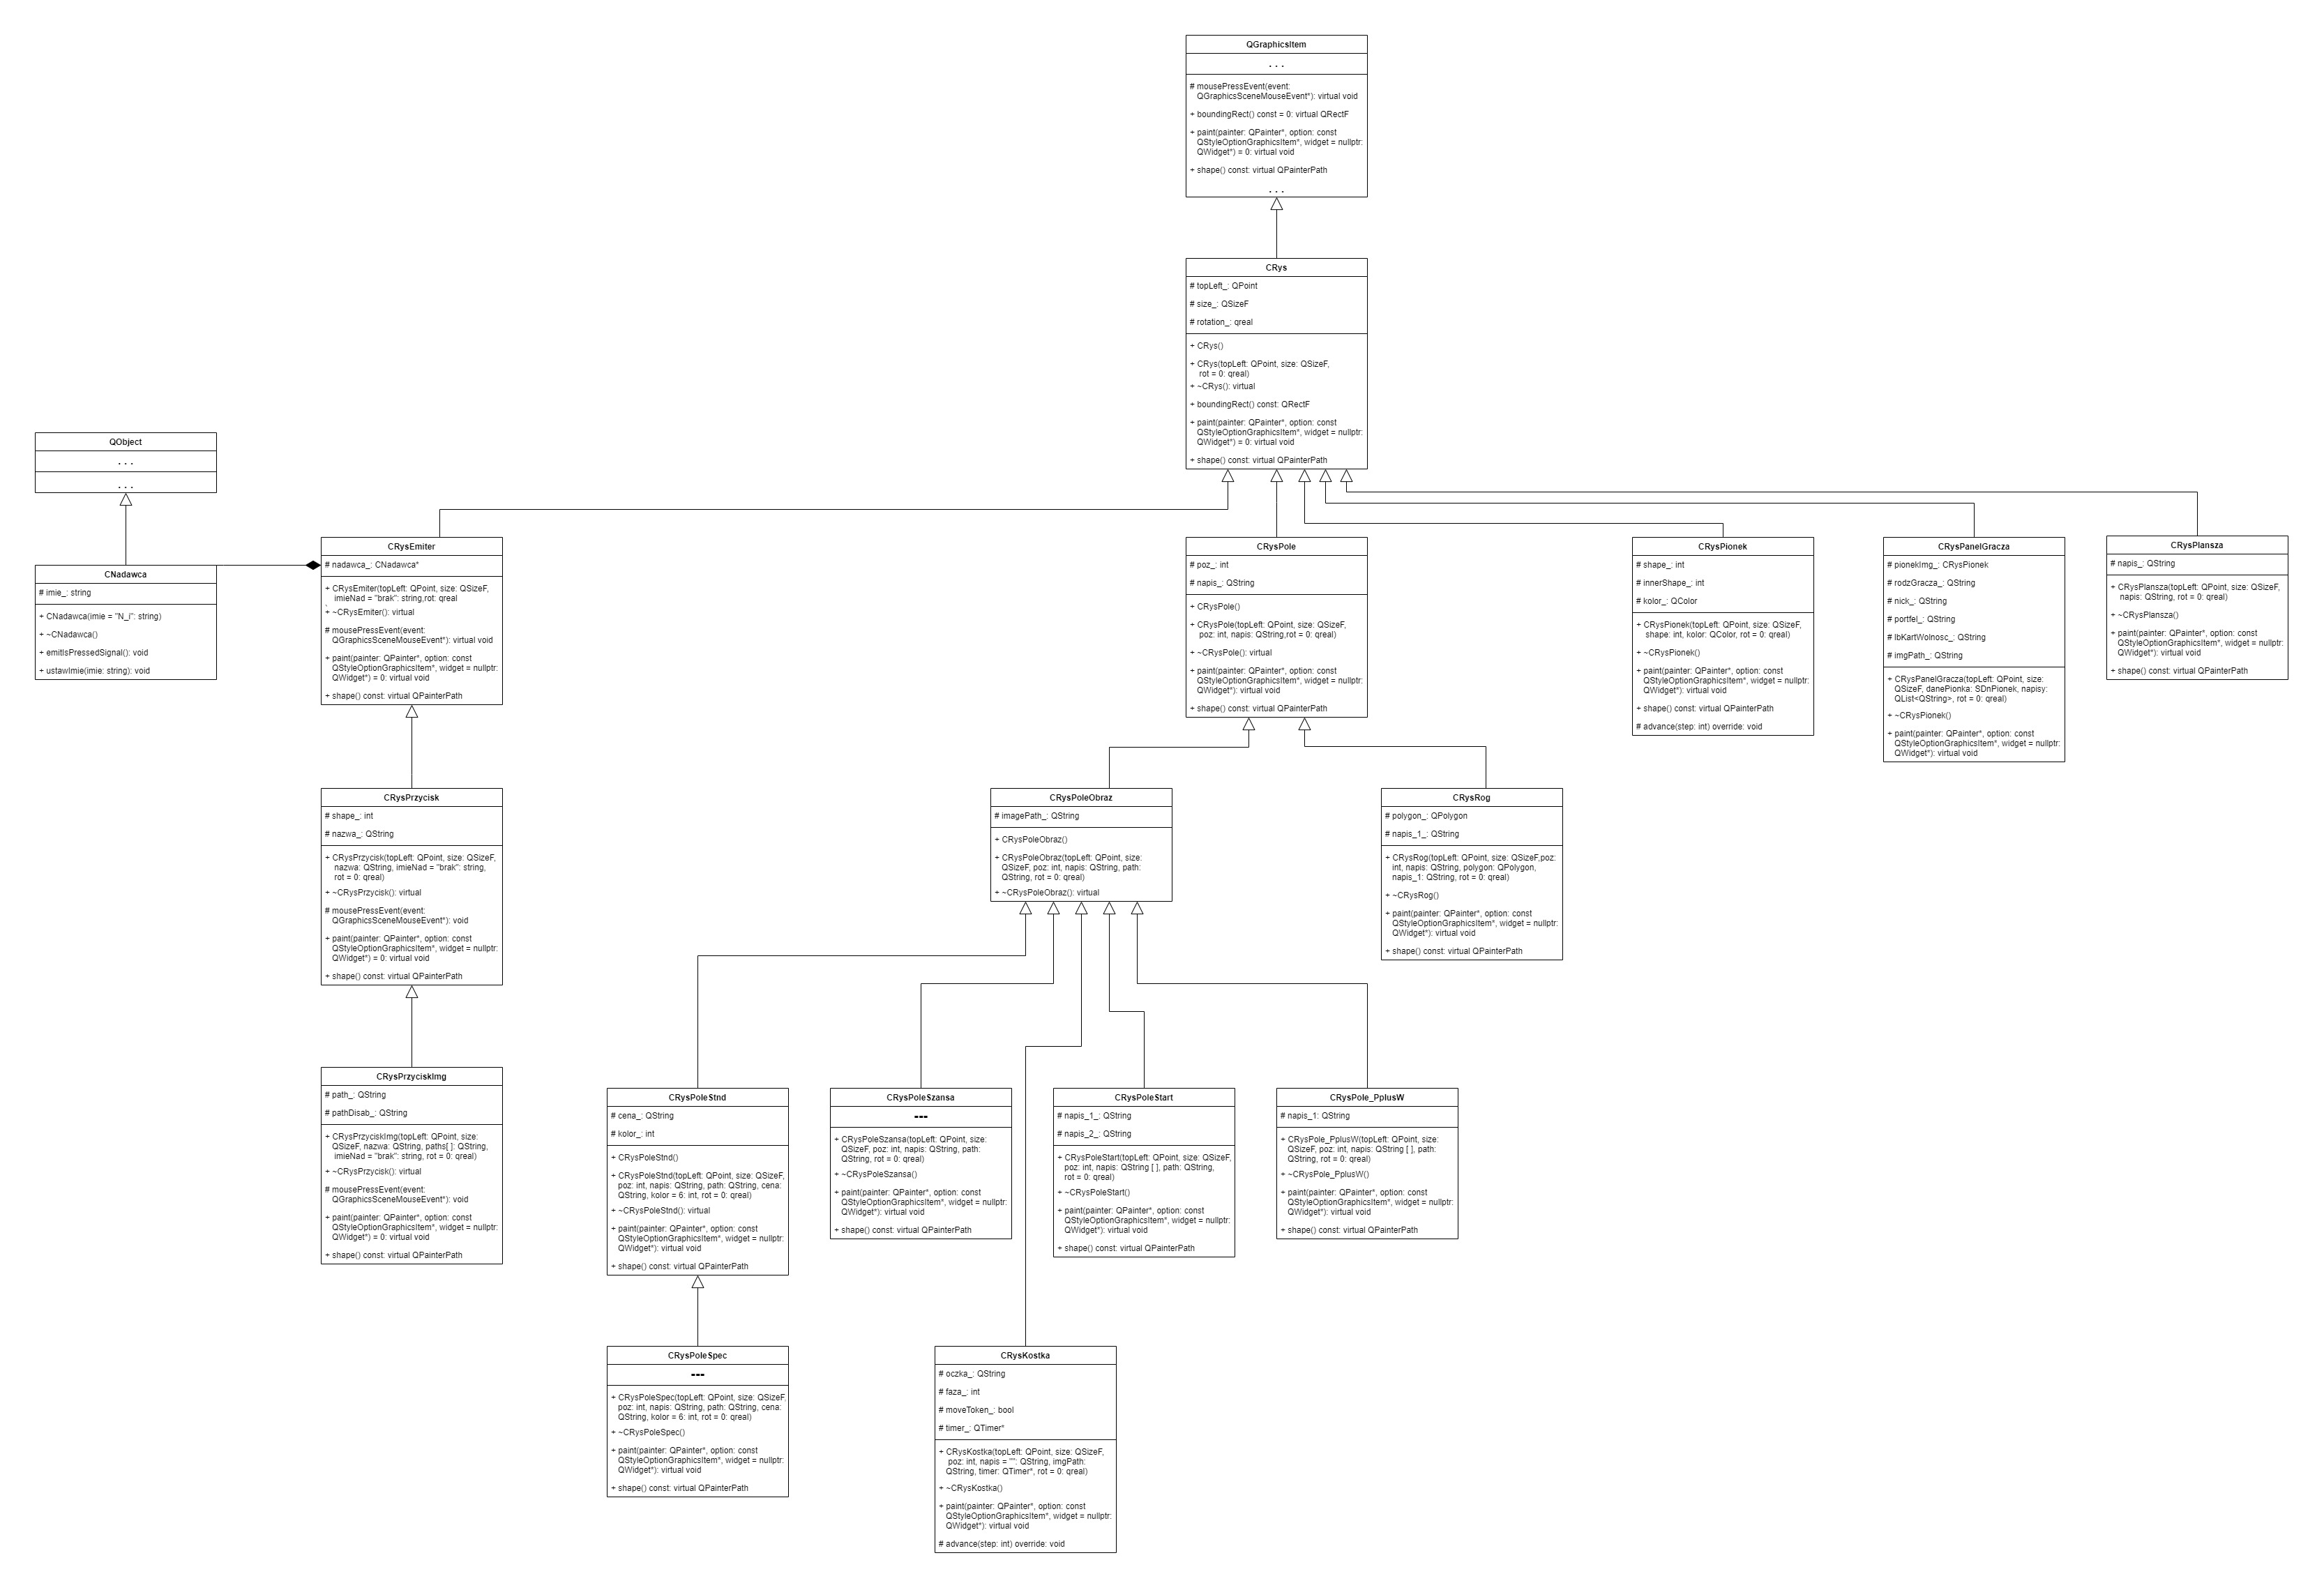 QGraphicsItem
. . .
# mousePressEvent(event:
QGraphicsSceneMouseEvent*): virtual void
+ boundingRect() const = 0: virtual QRectF
+ paint(painter: QPainter*, option: const
QStyleOptionGraphicsItem*, widget = nullptr:
QWidget*) = 0: virtual void
+ shape() const: virtual QPainterPath
. . .
CRys
# topLeft_: QPoint
# size_: QSizeF
# rotation_: qreal
+ CRys()
+ CRys(topLeft: QPoint, size: QSizeF,
rot = 0: qreal)
+ ~CRys(): virtual
+ boundingRect() const: QRectF
+ paint(painter: QPainter*, option: const
QStyleOptionGraphicsItem*, widget = nullptr:
QWidget*) = 0: virtual void
+ shape() const: virtual QPainterPath
QObject
. . .
. . .
CNadawca
# imie_: string
+ CNadawca(imie = "N_i": string)
+ ~CNadawca()
+ emitIsPressedSignal(): void
+ ustawImie(imie: string): void
CRysEmiter
# nadawca_: CNadawca*
+ CRysEmiter(topLeft: QPoint, size: QSizeF,
imieNad = "brak": string,rot: qreal
+ ~CRysEmiter(): virtual
# mousePressEvent(event:
QGraphicsSceneMouseEvent*): virtual void
+ paint(painter: QPainter*, option: const
QStyleOptionGraphicsItem*, widget = nullptr:
QWidget*) = 0: virtual void
+ shape() const: virtual QPainterPath
CRysPole
# poz_: int
# napis_: QString
+ CRysPole()
+ CRysPole(topLeft: QPoint, size: QSizeF,
poz: int, napis: QString,rot = 0: qreal)
+ ~CRysPole(): virtual
+ paint(painter: QPainter*, option: const
QStyleOptionGraphicsItem*, widget = nullptr:
QWidget*): virtual void
+ shape() const: virtual QPainterPath
CRysPionek
# shape_: int
# innerShape_: int
# kolor_: QColor
+ CRysPionek(topLeft: QPoint, size: QSizeF,
shape: int, kolor: QColor, rot = 0: qreal)
+ ~CRysPionek()
+ paint(painter: QPainter*, option: const
QStyleOptionGraphicsItem*, widget = nullptr:
QWidget*): virtual void
+ shape() const: virtual QPainterPath
# advance(step: int) override: void
CRysPanelGracza
# pionekImg_: CRysPionek
# rodzGracza_: QString
# nick_: QString
# portfel_: QString
# lbKartWolnosc_: QString
# imgPath_: QString
+ CRysPanelGracza(topLeft: QPoint, size:
QSizeF, danePionka: SDnPionek, napisy:
QList<QString>, rot = 0: qreal)
+ ~CRysPionek()
+ paint(painter: QPainter*, option: const
QStyleOptionGraphicsItem*, widget = nullptr:
QWidget*): virtual void
CRysPlansza
# napis_: QString
+ CRysPlansza(topLeft: QPoint, size: QSizeF,
napis: QString, rot = 0: qreal)
+ ~CRysPlansza()
+ paint(painter: QPainter*, option: const
QStyleOptionGraphicsItem*, widget = nullptr:
QWidget*): virtual void
+ shape() const: virtual QPainterPath
CRysPrzycisk
# shape_: int
# nazwa_: QString
+ CRysPrzycisk(topLeft: QPoint, size: QSizeF,
nazwa: QString, imieNad = "brak": string,
rot = 0: qreal)
+ ~CRysPrzycisk(): virtual
# mousePressEvent(event:
QGraphicsSceneMouseEvent*): void
+ paint(painter: QPainter*, option: const
QStyleOptionGraphicsItem*, widget = nullptr:
QWidget*) = 0: virtual void
+ shape() const: virtual QPainterPath
CRysPoleObraz
# imagePath_: QString
+ CRysPoleObraz()
+ CRysPoleObraz(topLeft: QPoint, size:
QSizeF, poz: int, napis: QString, path:
QString, rot = 0: qreal)
+ ~CRysPoleObraz(): virtual
CRysRog
# polygon_: QPolygon
# napis_1_: QString
+ CRysRog(topLeft: QPoint, size: QSizeF,poz:
int, napis: QString, polygon: QPolygon,
napis_1: QString, rot = 0: qreal)
+ ~CRysRog()
+ paint(painter: QPainter*, option: const
QStyleOptionGraphicsItem*, widget = nullptr:
QWidget*): virtual void
+ shape() const: virtual QPainterPath
CRysPrzyciskImg
# path_: QString
# pathDisab_: QString
+ CRysPrzyciskImg(topLeft: QPoint, size:
QSizeF, nazwa: QString, paths[ ]: QString,
imieNad = "brak": string, rot = 0: qreal)
+ ~CRysPrzycisk(): virtual
# mousePressEvent(event:
QGraphicsSceneMouseEvent*): void
+ paint(painter: QPainter*, option: const
QStyleOptionGraphicsItem*, widget = nullptr:
QWidget*) = 0: virtual void
+ shape() const: virtual QPainterPath
CRysPoleStnd
# cena_: QString
# kolor_: int
+ CRysPoleStnd()
+ CRysPoleStnd(topLeft: QPoint, size: QSizeF,
poz: int, napis: QString, path: QString, cena:
QString, kolor = 6: int, rot = 0: qreal)
+ ~CRysPoleStnd(): virtual
+ paint(painter: QPainter*, option: const
QStyleOptionGraphicsItem*, widget = nullptr:
QWidget*): virtual void
+ shape() const: virtual QPainterPath
CRysPoleSzansa
---
+ CRysPoleSzansa(topLeft: QPoint, size:
QSizeF, poz: int, napis: QString, path:
QString, rot = 0: qreal)
+ ~CRysPoleSzansa()
+ paint(painter: QPainter*, option: const
QStyleOptionGraphicsItem*, widget = nullptr:
QWidget*): virtual void
+ shape() const: virtual QPainterPath
CRysPoleStart
# napis_1_: QString
# napis_2_: QString
+ CRysPoleStart(topLeft: QPoint, size: QSizeF,
poz: int, napis: QString [ ], path: QString,
rot = 0: qreal)
+ ~CRysPoleStart()
+ paint(painter: QPainter*, option: const
QStyleOptionGraphicsItem*, widget = nullptr:
QWidget*): virtual void
+ shape() const: virtual QPainterPath
CRysPole_PplusW
# napis_1: QString
+ CRysPole_PplusW(topLeft: QPoint, size:
QSizeF, poz: int, napis: QString [ ], path:
QString, rot = 0: qreal)
+ ~CRysPole_PplusW()
+ paint(painter: QPainter*, option: const
QStyleOptionGraphicsItem*, widget = nullptr:
QWidget*): virtual void
+ shape() const: virtual QPainterPath
CRysPoleSpec
---
+ CRysPoleSpec(topLeft: QPoint, size: QSizeF,
poz: int, napis: QString, path: QString, cena:
QString, kolor = 6: int, rot = 0: qreal)
+ ~CRysPoleSpec()
+ paint(painter: QPainter*, option: const
QStyleOptionGraphicsItem*, widget = nullptr:
QWidget*): virtual void
+ shape() const: virtual QPainterPath
CRysKostka
# oczka_: QString
# faza_: int
# moveToken_: bool
# timer_: QTimer*
+ CRysKostka(topLeft: QPoint, size: QSizeF,
poz: int, napis = "": QString, imgPath:
QString, timer: QTimer*, rot = 0: qreal)
+ ~CRysKostka()
+ paint(painter: QPainter*, option: const
QStyleOptionGraphicsItem*, widget = nullptr:
QWidget*): virtual void
# advance(step: int) override: void